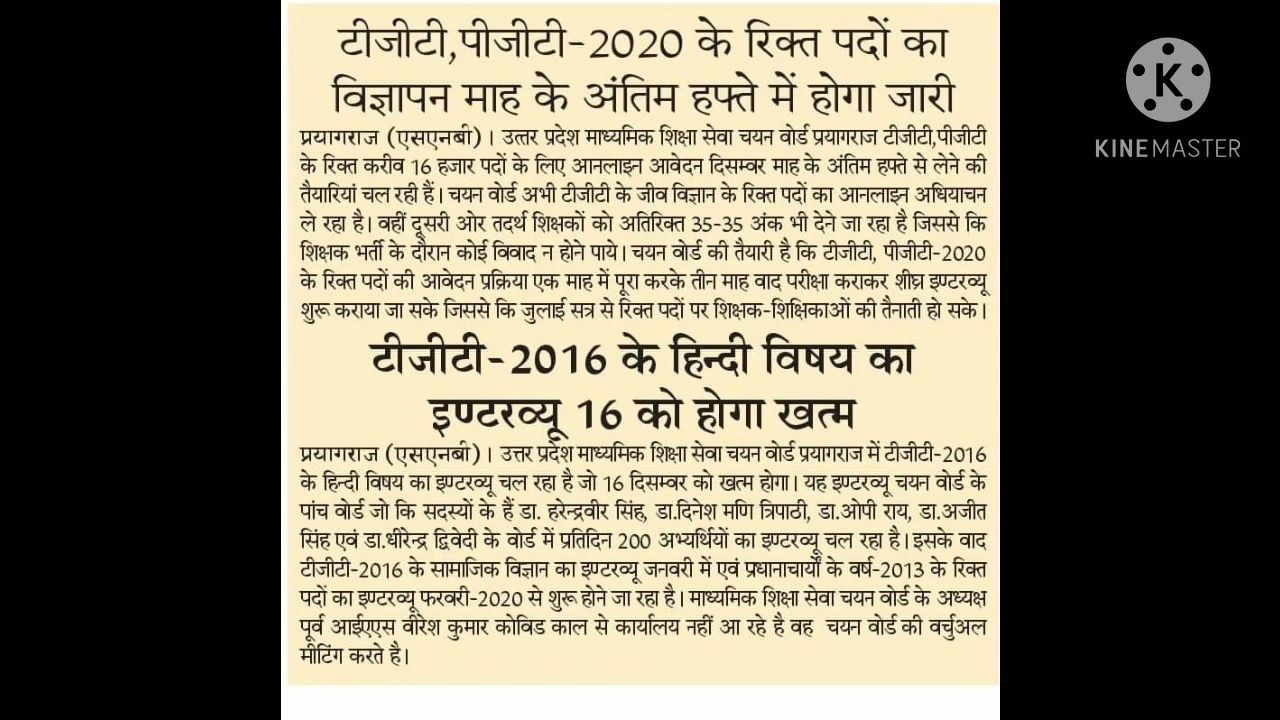 टीजीटी,पीजीटी-2020 के रिक्त पदों का
विज्ञापन माह के अंतिम हफ्ते में होगा जारी
प्रयागराज (एसएनबी)। उत्तर प्रदेश माध्यमिक शिक्षा सेवा चयन वोर्ड प्रयागराज टीजीटी,पीजीटी
के रिक्त करीव 16 हजार पदों के लिए आनलाइन आवेदन दिसम्वर माह के अंतिम हफ्ते से लेने की
तैयारियां चल रही हैं। चयन वोर्ड अभी टीजीटी के जीव विज्ञान के रिक्त पदों का आनलाइन अधियाचन
ले रहा है। वहीं दूसरी ओर तदर्थ शिक्षकों को अतिरिक्त 35-35 अंक भी देने जा रहा है जिससे कि
शिक्षक भर्ती के दौरान कोई विवाद न होने पाये। चयन वोर्ड की तैयारी है कि टीजीटी, पीजीटी-2020
के रिक्त पदों की आवेदन प्रक्रिया एक माह में पूरा करके तीन माह वाद परीक्षा कराकर शीघ्र इण्टरव्यू
शुरू कराया जा सके जिससे कि जुलाई सत्र से रिक्त पदों पर शिक्षक-शिक्षिकाओं की तैनाती हो सके।
टीजीटी-2016 के हिन्दी विषय का
इण्टरव्यू 16 को होगा खत्म
प्रयागराज (एसएनबी)। उत्तर प्रदेश माध्यमिक शिक्षा सेवा चयन वोर्ड प्रयागराज में टीजीटी-2016
के हिन्दी विषय का इण्टरव्यू चल रहा है जो 16 दिसम्वर को खत्म होगा। यह इण्टरव्यू चयन वोर्ड के
पांच वोर्ड जो कि सदस्यों के हैं डा. हरेन्द्रवीर सिंह, डा.दिनेश मणि त्रिपाठी, डा.ओपी राय, डा.अजीत
सिंह एवं डा.धीरेन्द्र द्विवेदी के वोर्ड में प्रतिदिन 200 अभ्यर्थियों का इण्टरव्यू चल रहा है। इसके वाद
टीजीटी-2016 के सामाजिक विज्ञान का इण्टरव्यू जनवरी में एवं प्रधानाचार्यों के वर्ष-2013 के रिक्त
पदों का इण्टरव्यू फरवरी-2020 से शुरू होने जा रहा है। माध्यमिक शिक्षा सेवा चयन वोर्ड के अध्यक्ष
पूर्व आईएएस वीरेश कुमार कोविड काल से कार्यालय नहीं आ रहे है वह चयन वोर्ड की वर्चुअल
मीटिंग करते है।
K
KINEMASTER